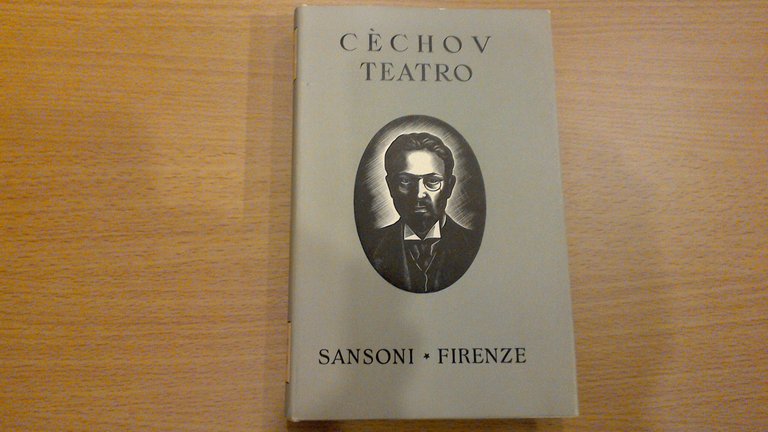 CÈCHOV
TEATRO
SANSONI ★ FIRENZE